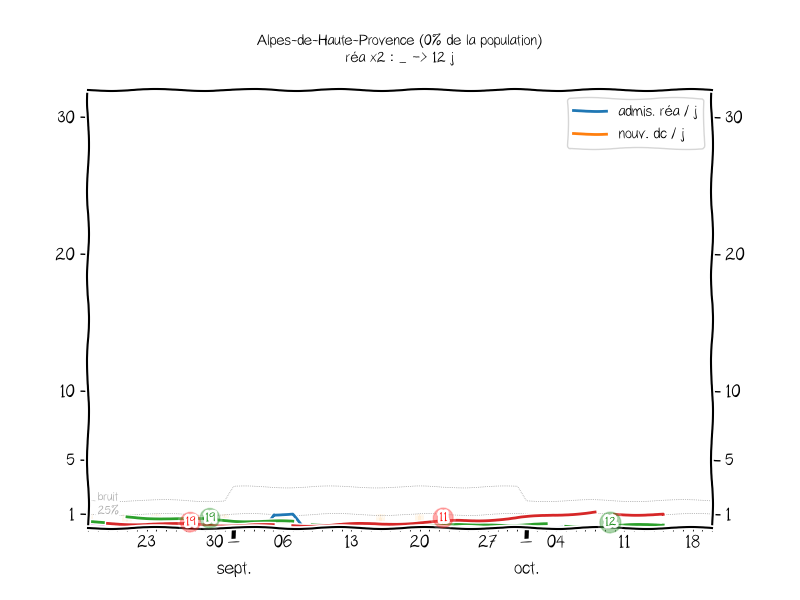 Alpes-de-Haute-Provence (0% de la population)
réa x2 : _ -> 12 j
admis. réa / j
nouv. dc / j
30 30
20 20
10 10
5 5
bruit
25%
1 1
19 19 11 12
23 30 06 13 20 27 04 11 18
sept. oct.